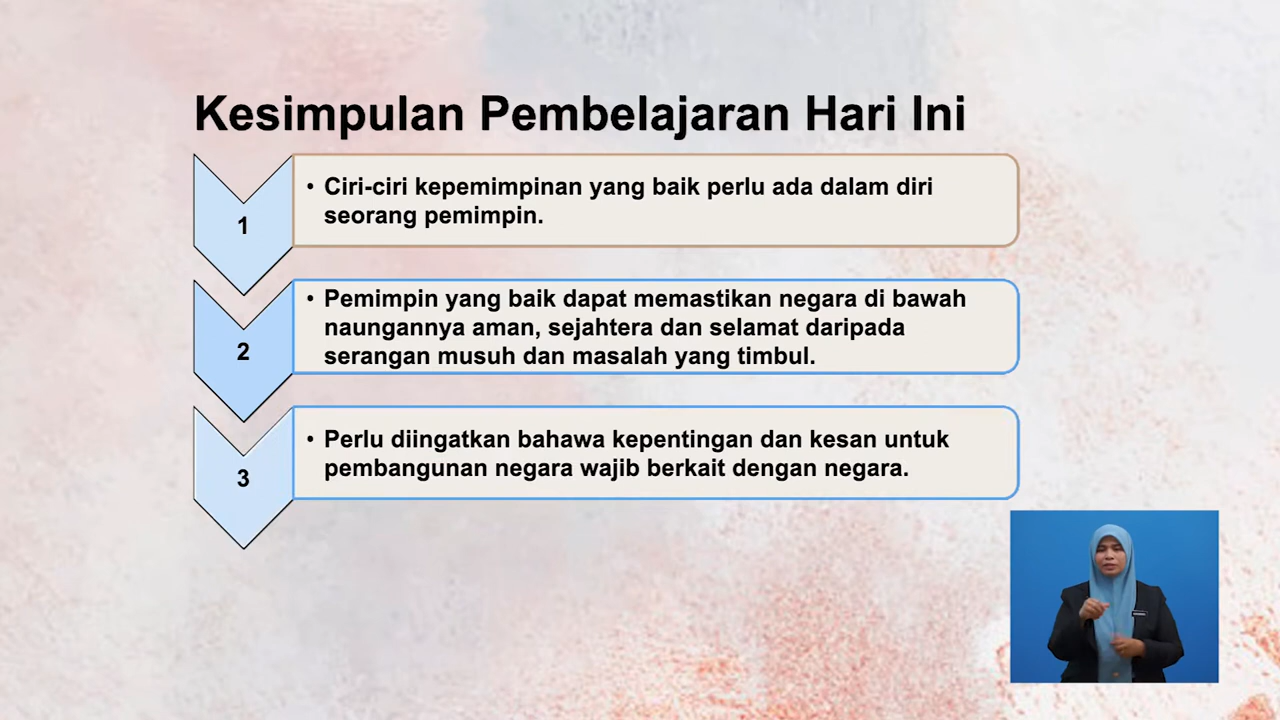 Kesimpulan Pembelajaran Hari Ini
1
• Ciri-ciri kepemimpinan yang baik perlu ada dalam diri
seorang pemimpin.
2
• Pemimpin yang baik dapat memastikan negara di bawah
naungannya aman, sejahtera dan selamat daripada
serangan musuh dan masalah yang timbul.
3
• Perlu diingatkan bahawa kepentingan dan kesan untuk
pembangunan negara wajib berkait dengan negara.